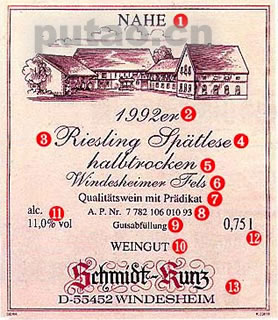 putao.cn
NAHE 1
1992er 2
3 Riesling Spätlese 4
halbtrocken 5
Windesheimer Fels 6
Qualitätswein mit Prädikat 7
A. P. Nr. 7 782 106 010 93 8
alc. 11
11,0% vol
Gutsabfüllung 9
0,75 l
12
WEINGUT 10
Schmidt-Kunz 13
D-55452 WINDESHEIM